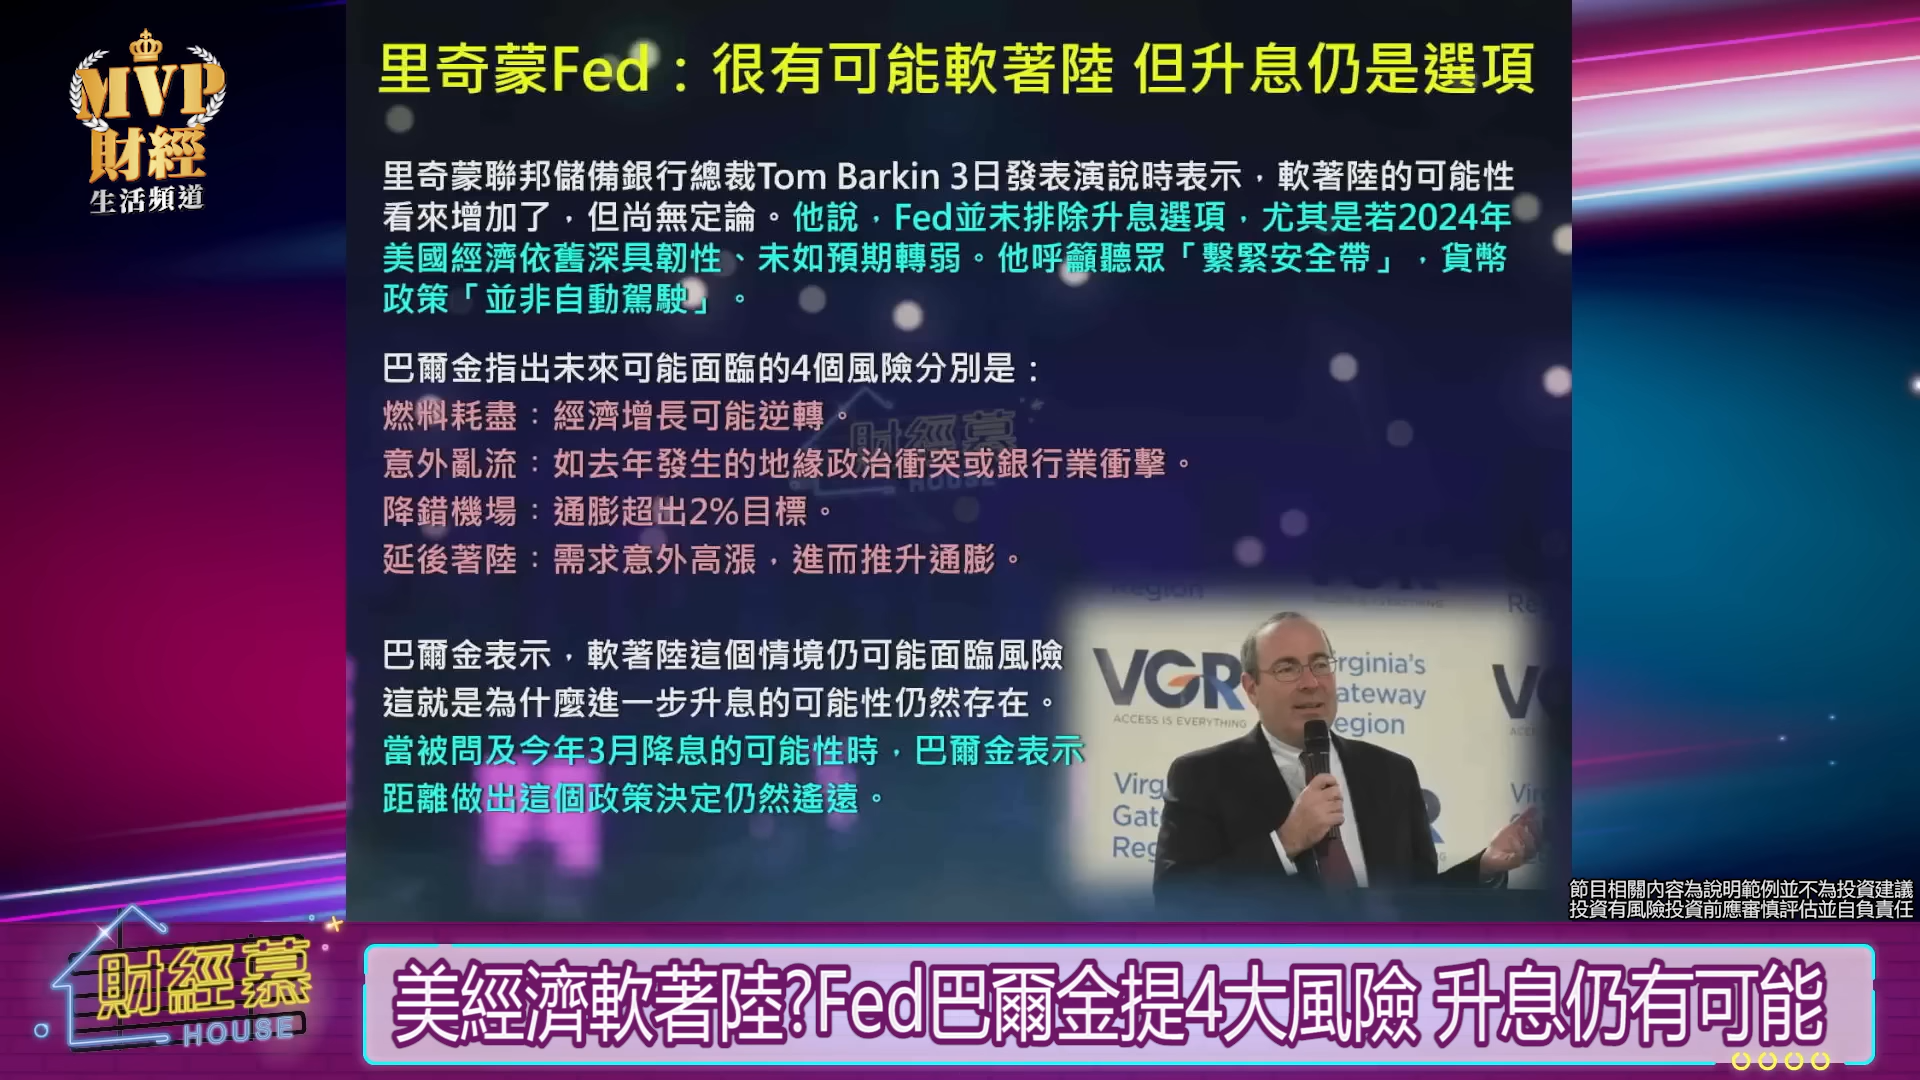 MVP
財經
生活頻道
里奇蒙Fed：很有可能軟著陸 但升息仍是選項
里奇蒙聯邦儲備銀行總裁Tom Barkin 3日發表演說時表示，軟著陸的可能性
看來增加了，但尚無定論。他說，Fed並未排除升息選項，尤其是若2024年
美國經濟依舊深具韌性、未如預期轉弱。他呼籲聽眾「繫緊安全帶」，貨幣
政策「並非自動駕駛」。
巴爾金指出未來可能面臨的4個風險分別是：
燃料耗盡：經濟增長可能逆轉。
意外亂流：如去年發生的地緣政治衝突或銀行業衝擊。
降錯機場：通膨超出2%目標。
延後著陸：需求意外高漲，進而推升通膨。
財經幕
HOUSE
巴爾金表示，軟著陸這個情境仍可能面臨風險
這就是為什麼進一步升息的可能性仍然存在。
當被問及今年3月降息的可能性時，巴爾金表示
距離做出這個政策決定仍然遙遠。
Region
VGR
ACCESS IS EVERYTHING
rginia's
ateway
egion
Virg
Gat
Reg
節目相關內容為說明範例並不為投資建議
投資有風險投資前應審慎評估並自負責任
財經幕
HOUSE
美經濟軟著陸?Fed巴爾金提4大風險 升息仍有可能